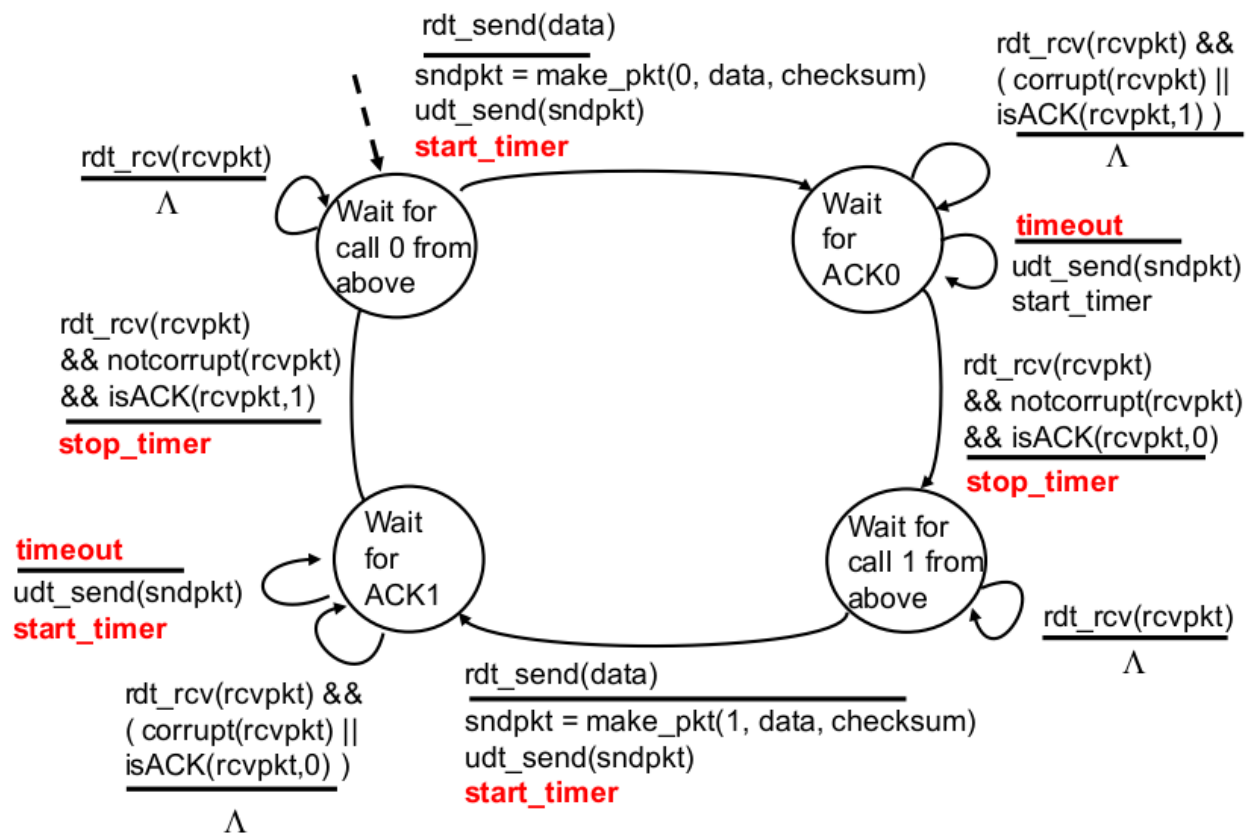 rdt_send(data)
sndpkt = make_pkt(0, data, checksum)
udt_send(sndpkt)
start_timer
rdt_rcv(rcvpkt) &&
( corrupt(rcvpkt) ||
isACK(rcvpkt,1) )
Λ
rdt_rcv(rcvpkt)
Λ
Wait for
call 0 from
above
Wait
for
ACK0
timeout
udt_send(sndpkt)
start_timer
rdt_rcv(rcvpkt)
&& notcorrupt(rcvpkt)
&& isACK(rcvpkt,1)
stop_timer
rdt_rcv(rcvpkt)
&& notcorrupt(rcvpkt)
&& isACK(rcvpkt,0)
stop_timer
Wait
for
ACK1
Wait for
call 1 from
above
timeout
udt_send(sndpkt)
start_timer
rdt_rcv(rcvpkt)
Λ
rdt_rcv(rcvpkt) &&
( corrupt(rcvpkt) ||
isACK(rcvpkt,0) )
Λ
rdt_send(data)
sndpkt = make_pkt(1, data, checksum)
udt_send(sndpkt)
start_timer